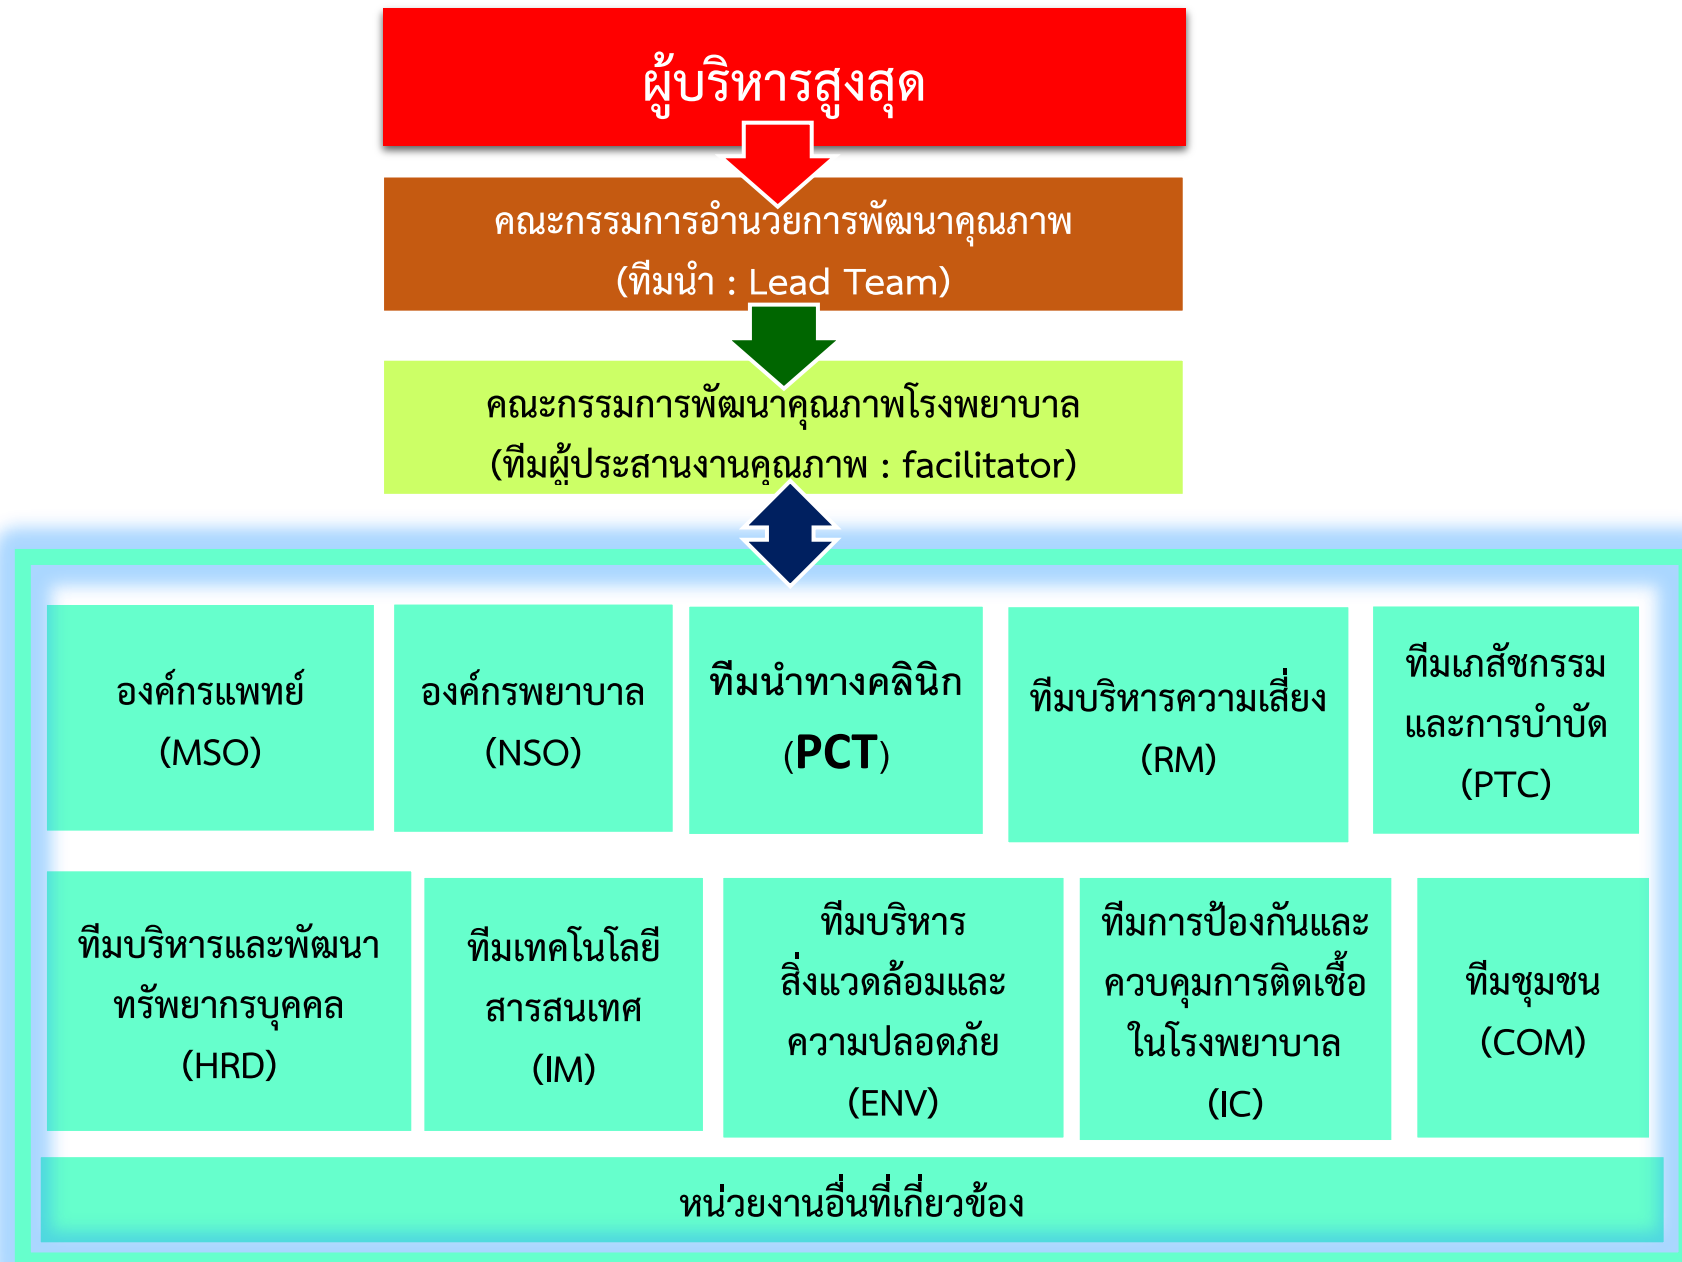 ผู้บริหารสูงสุด
คณะกรรมการอำนวยการพัฒนาคุณภาพ
(ทีมนำ : Lead Team)
คณะกรรมการพัฒนาคุณภาพโรงพยาบาล
(ทีมผู้ประสานงานคุณภาพ : facilitator)
องค์กรแพทย์
(MSO)
องค์กรพยาบาล
(NSO)
ทีมนำทางคลินิก
(PCT)
ทีมบริหารความเสี่ยง
(RM)
ทีมเภสัชกรรม
และการบำบัด
(PTC)
ทีมบริหารและพัฒนา
ทรัพยากรบุคคล
(HRD)
ทีมเทคโนโลยี
สารสนเทศ
(IM)
ทีมบริหาร
สิ่งแวดล้อมและ
ความปลอดภัย
(ENV)
ทีมการป้องกันและ
ควบคุมการติดเชื้อ
ในโรงพยาบาล
(IC)
ทีมชุมชน
(COM)
หน่วยงานอื่นที่เกี่ยวข้อง